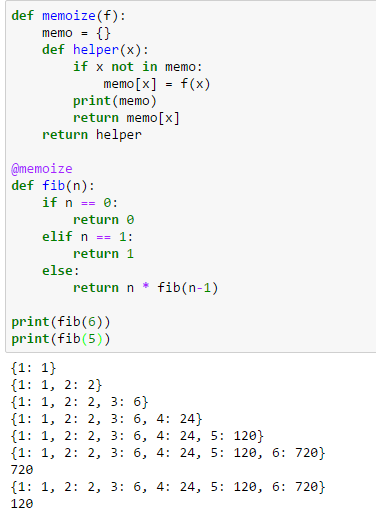 def memoize(f):
    memo = {}
    def helper(x):
        if x not in memo:
            memo[x] = f(x)
        print(memo)
        return memo[x]
    return helper

@memoize
def fib(n):
    if n == 0:
        return 0
    elif n == 1:
        return 1
    else:
        return n * fib(n-1)

print(fib(6))
print(fib(5))
{1: 1}
{1: 1, 2: 2}
{1: 1, 2: 2, 3: 6}
{1: 1, 2: 2, 3: 6, 4: 24}
{1: 1, 2: 2, 3: 6, 4: 24, 5: 120}
{1: 1, 2: 2, 3: 6, 4: 24, 5: 120, 6: 720}
720
{1: 1, 2: 2, 3: 6, 4: 24, 5: 120, 6: 720}
120